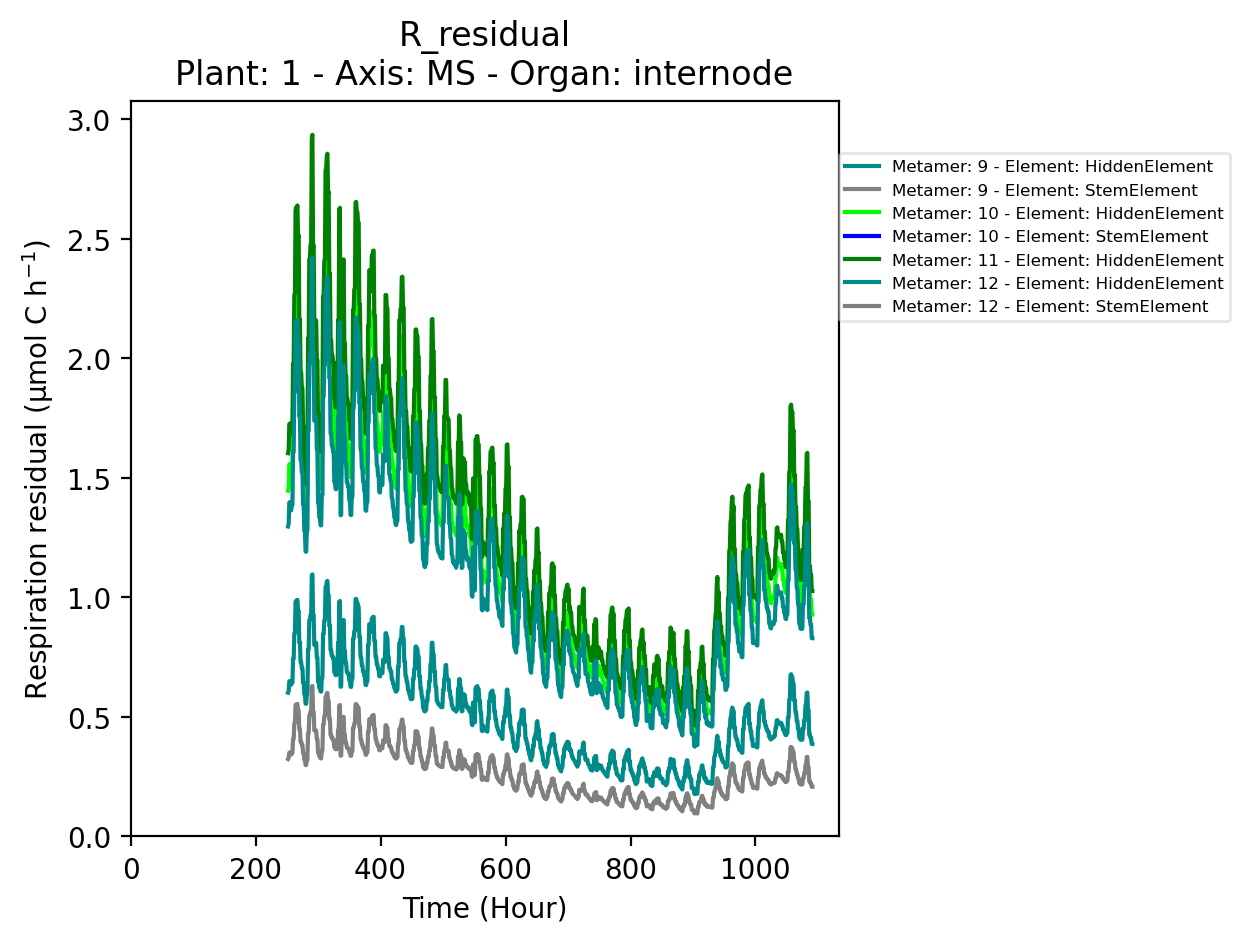 R_residual
Plant: 1 - Axis: MS - Organ: internode
Respiration residual (µmol C h⁻¹)
3.0
2.5
2.0
1.5
1.0
0.5
0.0
0 200 400 600 800 1000
Time (Hour)
Metamer: 9 - Element: HiddenElement
Metamer: 9 - Element: StemElement
Metamer: 10 - Element: HiddenElement
Metamer: 10 - Element: StemElement
Metamer: 11 - Element: HiddenElement
Metamer: 12 - Element: HiddenElement
Metamer: 12 - Element: StemElement